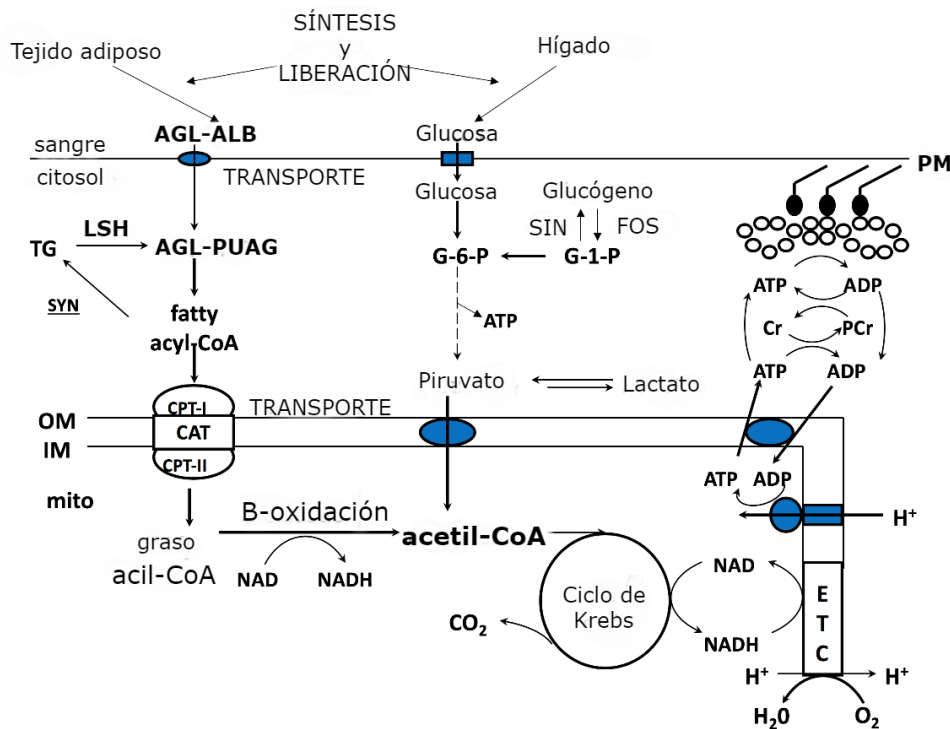 SÍNTESIS
y
LIBERACIÓN
Tejido adiposo
Hígado
AGL-ALB
Glucosa
sangre
citosol
TRANSPORTE
PM
Glucosa
Glucógeno
LSH
SIN
FOS
TG
AGL-PUAG
G-6-P
G-1-P
SYN
fatty
acyl-CoA
ATP
ATP
ADP
Cr
PCr
ATP
ADP
Piruvato
Lactato
TRANSPORTE
OM
IM
CPT-I
CAT
CPT-II
mito
ATP
ADP
H+
graso
acil-CoA
B-oxidación
NAD
NADH
acetil-CoA
Ciclo de
Krebs
CO2
NAD
NADH
E
T
C
H+
H+
H20
O2